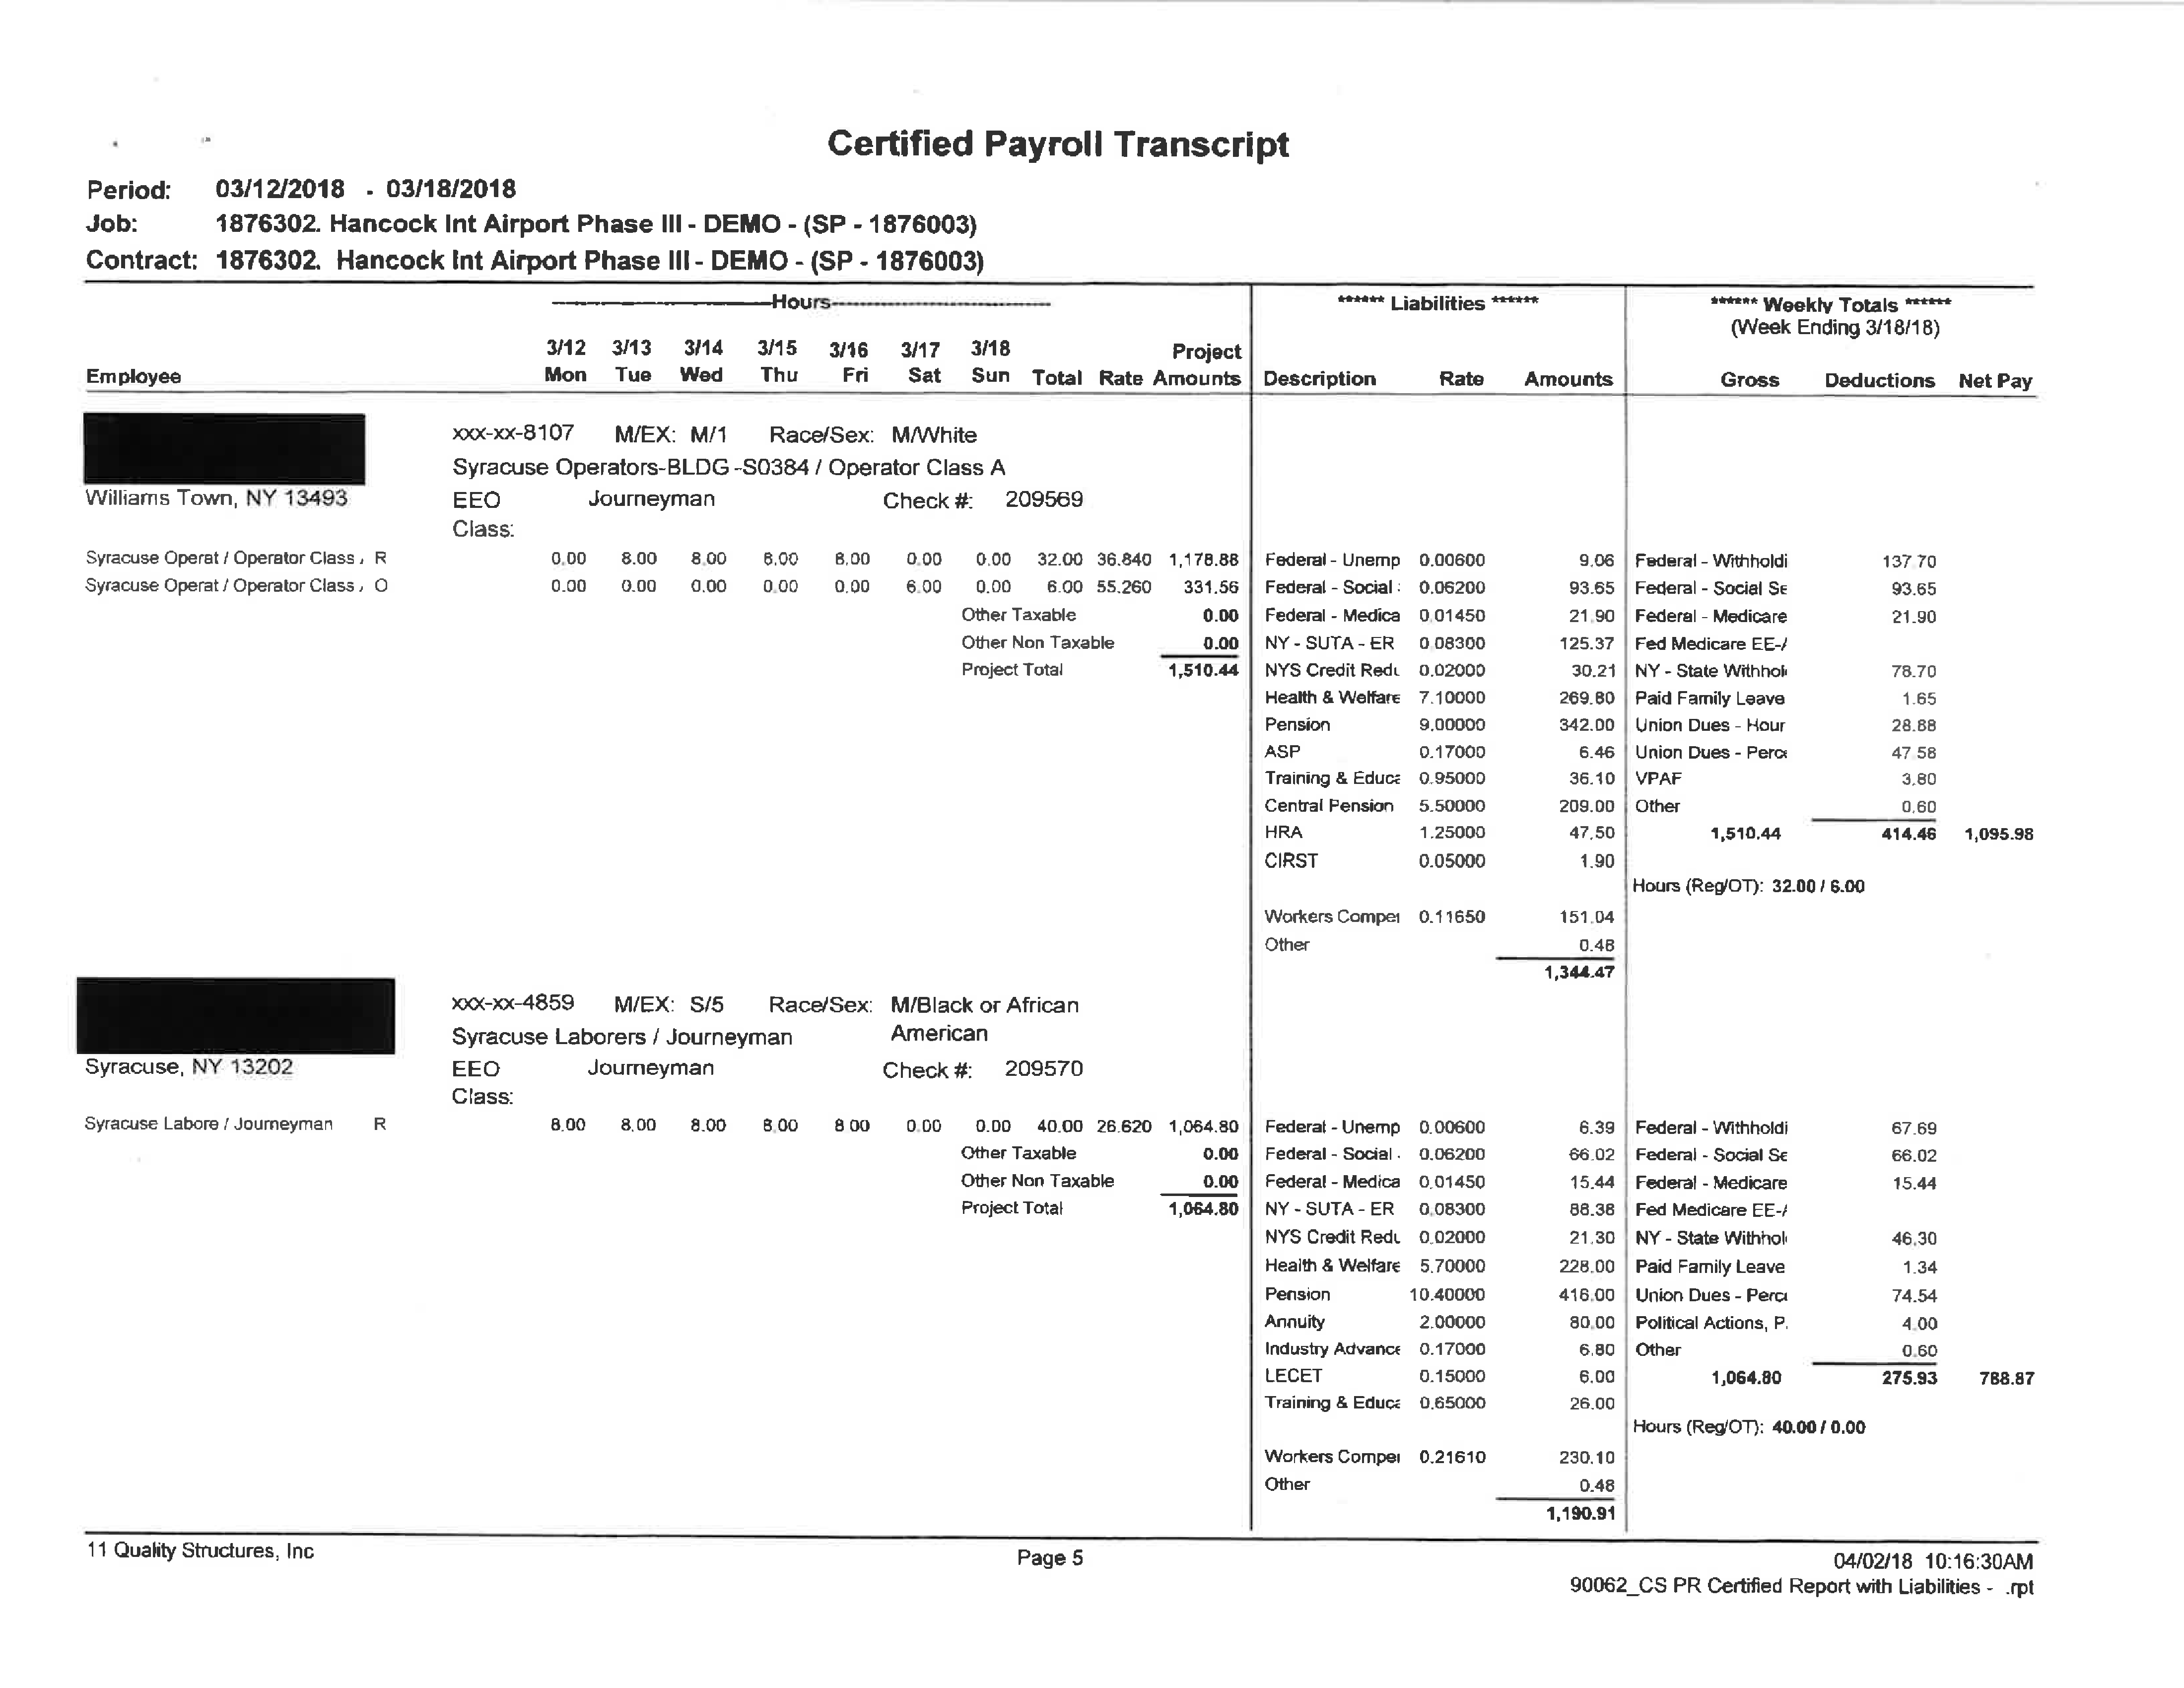 Certified Payroll Transcript
Period: 03/12/2018 - 03/18/2018
Job: 1876302. Hancock Int Airport Phase III - DEMO - (SP - 1876003)
Contract: 1876302. Hancock Int Airport Phase III - DEMO - (SP - 1876003)
Hours ****** Liabilities ****** ****** Weekly Totals ******
(Week Ending 3/18/18)
3/12 3/13 3/14 3/15 3/16 3/17 3/18 Project
Employee Mon Tue Wed Thu Fri Sat Sun Total Rate Amounts Description Rate Amounts Gross Deductions Net Pay
xxx-xx-8107 M/EX: M/1 Race/Sex: M/White
Syracuse Operators-BLDG -S0384 / Operator Class A
Williams Town, NY 13493 EEO Journeyman Check #: 209569
Class:
Syracuse Operat / Operator Class , R 0.00 8.00 8.00 8.00 8.00 0.00 0.00 32.00 36.840 1,178.88 Federal - Unemp 0.00600 9.06 Federal - Withholdi 137.70
Syracuse Operat / Operator Class , O 0.00 0.00 0.00 0.00 0.00 6.00 0.00 6.00 55.260 331.56 Federal - Social : 0.06200 93.65 Federal - Social Se 93.65
Other Taxable 0.00 Federal - Medica 0.01450 21.90 Federal - Medicare 21.90
Other Non Taxable 0.00 NY - SUTA - ER 0.08300 125.37 Fed Medicare EE-/
Project Total 1,510.44 NYS Credit Redu 0.02000 30.21 NY - State Withhol 78.70
Health & Welfare 7.10000 269.80 Paid Family Leave 1.65
Pension 9.00000 342.00 Union Dues - Hour 28.88
ASP 0.17000 6.46 Union Dues - Perce 47.58
Training & Educa 0.95000 36.10 VPAF 3.80
Central Pension 5.50000 209.00 Other 0.60
HRA 1.25000 47.50 1,510.44 414.46 1,095.98
CIRST 0.05000 1.90
Hours (Reg/OT): 32.00 / 6.00
Workers Compe 0.11650 151.04
Other 0.48
1,344.47
xxx-xx-4859 M/EX: S/5 Race/Sex: M/Black or African
Syracuse Laborers / Journeyman American
Syracuse, NY 13202 EEO Journeyman Check #: 209570
Class:
Syracuse Labore / Journeyman R 8.00 8.00 8.00 8.00 8.00 0.00 0.00 40.00 26.620 1,064.80 Federal - Unemp 0.00600 6.39 Federal - Withholdi 67.69
Other Taxable 0.00 Federal - Social 0.06200 66.02 Federal - Social Se 66.02
Other Non Taxable 0.00 Federal - Medica 0.01450 15.44 Federal - Medicare 15.44
Project Total 1,064.80 NY - SUTA - ER 0.08300 88.38 Fed Medicare EE-/
NYS Credit Redu 0.02000 21.30 NY - State Withhol 46.30
Health & Welfare 5.70000 228.00 Paid Family Leave 1.34
Pension 10.40000 416.00 Union Dues - Perce 74.54
Annuity 2.00000 80.00 Political Actions, P. 4.00
Industry Advance 0.17000 6.80 Other 0.60
LECET 0.15000 6.00 1,064.80 275.93 788.87
Training & Educa 0.65000 26.00
Hours (Reg/OT): 40.00 / 0.00
Workers Compe 0.21610 230.10
Other 0.48
1,190.91
11 Quality Structures, Inc Page 5 04/02/18 10:16:30AM
90062_CS PR Certified Report with Liabilities - .rpt